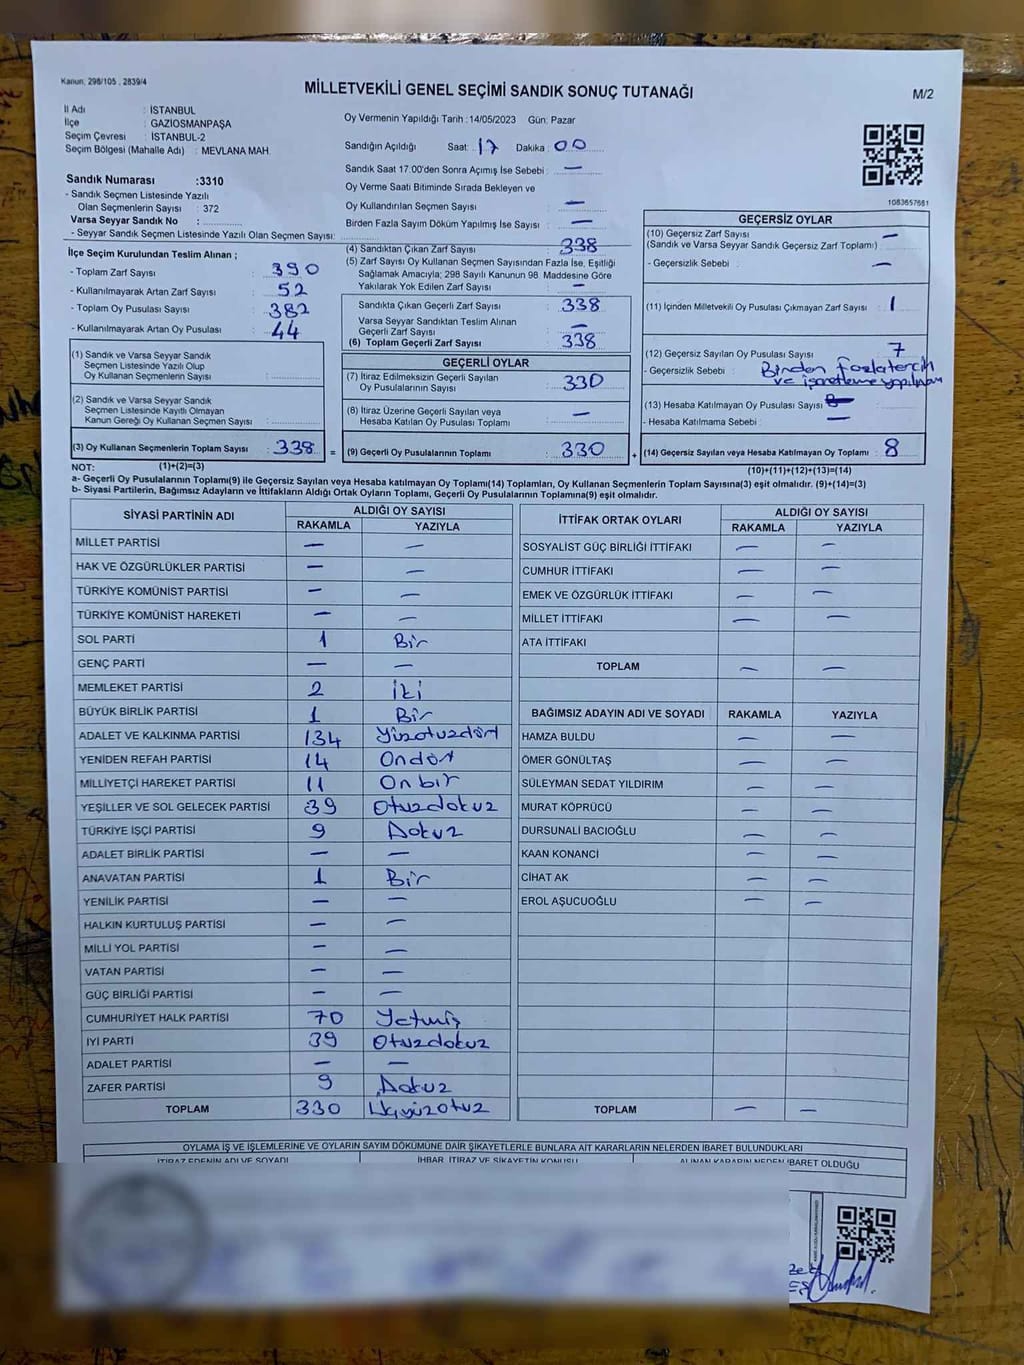 Kanun, 298/105 , 2839/4
MİLLETVEKİLİ GENEL SEÇİMİ SANDIK SONUÇ TUTANAĞI
M/2
İl Adı : İSTANBUL
İlçe : GAZİOSMANPAŞA
Seçim Çevresi : İSTANBUL-2
Seçim Bölgesi (Mahalle Adı) : MEVLANA MAH.
Sandık Numarası :3310
- Sandık Seçmen Listesinde Yazılı
Olan Seçmenlerin Sayısı : 372
Varsa Seyyar Sandık No :
- Seyyar Sandık Seçmen Listesinde Yazılı Olan Seçmen Sayısı:
İlçe Seçim Kurulundan Teslim Alınan ;
- Toplam Zarf Sayısı : 390
- Kullanılmayarak Artan Zarf Sayısı : 52
- Toplam Oy Pusulası Sayısı : 382
- Kullanılmayarak Artan Oy Pusulası : 44
(1) Sandık ve Varsa Seyyar Sandık
Seçmen Listesinde Yazılı Olup
Oy Kullanan Seçmenlerin Sayısı :
(2) Sandık ve Varsa Seyyar Sandık
Seçmen Listesinde Kayıtlı Olmayan
Kanun Gereği Oy Kullanan Seçmen Sayısı :
(3) Oy Kullanan Seçmenlerin Toplam Sayısı : 338 =
Oy Vermenin Yapıldığı Tarih :14/05/2023 Gün: Pazar
Sandığın Açıldığı Saat: 17 Dakika: 00
Sandık Saat 17:00'den Sonra Açımış İse Sebebi : —
Oy Verme Saati Bitiminde Sırada Bekleyen ve
Oy Kullandırılan Seçmen Sayısı : —
Birden Fazla Sayım Döküm Yapılmış İse Sayısı : —
(4) Sandıktan Çıkan Zarf Sayısı : 338
(5) Zarf Sayısı Oy Kullanan Seçmen Sayısından Fazla İse, Eşitliği
Sağlamak Amacıyla; 298 Sayılı Kanunun 98. Maddesine Göre
Yakılarak Yok Edilen Zarf Sayısı : —
Sandıkta Çıkan Geçerli Zarf Sayısı : 338
Varsa Seyyar Sandıktan Teslim Alınan
Geçerli Zarf Sayısı : —
(6) Toplam Geçerli Zarf Sayısı : 338
GEÇERLİ OYLAR
(7) İtiraz Edilmeksizin Geçerli Sayılan
Oy Pusulalarının Sayısı : 330
(8) İtiraz Üzerine Geçerli Sayılan veya
Hesaba Katılan Oy Pusulası Toplamı : —
(9) Geçerli Oy Pusulalarının Toplamı : 330 +
1083657681
GEÇERSİZ OYLAR
(10) Geçersiz Zarf Sayısı : —
(Sandık ve Varsa Seyyar Sandık Geçersiz Zarf Toplamı)
- Geçersizlik Sebebi : —
(11) İçinden Milletvekili Oy Pusulası Çıkmayan Zarf Sayısı : 1
(12) Geçersiz Sayılan Oy Pusulası Sayısı : 7
- Geçersizlik Sebebi : Birden fazla tercih
ve işaretleme yapılması
(13) Hesaba Katılmayan Oy Pusulası Sayısı :
- Hesaba Katılmama Sebebi : —
(14) Geçersiz Sayılan veya Hesaba Katılmayan Oy Toplamı : 8
NOT: (1)+(2)=(3) (10)+(11)+(12)+(13)=(14)
a- Geçerli Oy Pusulalarının Toplamı(9) ile Geçersiz Sayılan veya Hesaba Katılmayan Oy Toplamı(14) Toplamları, Oy Kullanan Seçmenlerin Toplam Sayısına(3) eşit olmalıdır. (9)+(14)=(3)
b- Siyasi Partilerin, Bağımsız Adayların ve İttifakların Aldığı Ortak Oyların Toplamı, Geçerli Oy Pusulalarının Toplamına(9) eşit olmalıdır.
SİYASİ PARTİNİN ADI ALDIĞI OY SAYISI
RAKAMLA YAZIYLA
MİLLET PARTİSİ — —
HAK VE ÖZGÜRLÜKLER PARTİSİ — —
TÜRKİYE KOMÜNİST PARTİSİ — —
TÜRKİYE KOMÜNİST HAREKETİ — —
SOL PARTİ 1 Bir
GENÇ PARTİ — —
MEMLEKET PARTİSİ 2 İki
BÜYÜK BİRLİK PARTİSİ 1 Bir
ADALET VE KALKINMA PARTİSİ 134 Yüzotuzdört
YENİDEN REFAH PARTİSİ 14 Ondört
MİLLİYETÇİ HAREKET PARTİSİ 11 Onbir
YEŞİLLER VE SOL GELECEK PARTİSİ 39 Otuzdokuz
TÜRKİYE İŞÇİ PARTİSİ 9 Dokuz
ADALET BİRLİK PARTİSİ — —
ANAVATAN PARTİSİ 1 Bir
YENİLİK PARTİSİ — —
HALKIN KURTULUŞ PARTİSİ — —
MİLLİ YOL PARTİSİ — —
VATAN PARTİSİ — —
GÜÇ BİRLİĞİ PARTİSİ — —
CUMHURİYET HALK PARTİSİ 70 Yetmiş
İYİ PARTİ 39 Otuzdokuz
ADALET PARTİSİ — —
ZAFER PARTİSİ 9 Dokuz
TOPLAM 330 Üçyüzotuz
İTTİFAK ORTAK OYLARI ALDIĞI OY SAYISI
RAKAMLA YAZIYLA
SOSYALİST GÜÇ BİRLİĞİ İTTİFAKI — —
CUMHUR İTTİFAKI — —
EMEK VE ÖZGÜRLÜK İTTİFAKI — —
MİLLET İTTİFAKI — —
ATA İTTİFAKI
TOPLAM — —
BAĞIMSIZ ADAYIN ADI VE SOYADI RAKAMLA YAZIYLA
HAMZA BULDU — —
ÖMER GÖNÜLTAŞ — —
SÜLEYMAN SEDAT YILDIRIM — —
MURAT KÖPRÜCÜ — —
DURSUNALİ BACIOĞLU — —
KAAN KONANCİ — —
CİHAT AK — —
EROL AŞUCUOĞLU — —
TOPLAM — —
OYLAMA İŞ VE İŞLEMLERİNE VE OYLARIN SAYIM DÖKÜMÜNE DAİR ŞİKAYETLERLE BUNLARA AİT KARARLARIN NELERDEN İBARET BULUNDUKLARI
İTİRAZ EDENİN ADI VE SOYADI İHBAR, İTİRAZ VE ŞİKAYETİN KONUSU ALINAN KARARIN NEDEN İBARET OLDUĞU